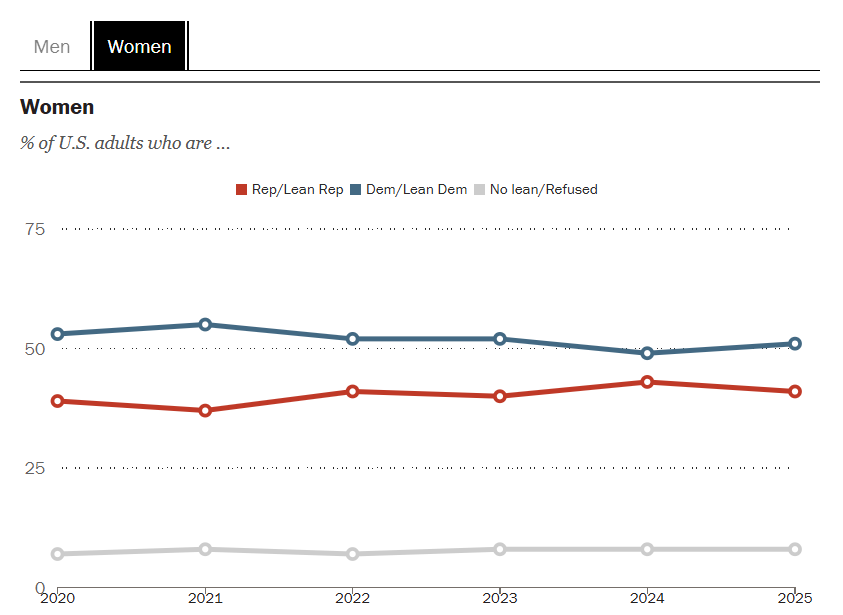 Men Women
Women
% of U.S. adults who are ...
Rep/Lean Rep Dem/Lean Dem No lean/Refused
75
50
25
0
2020 2021 2022 2023 2024 2025